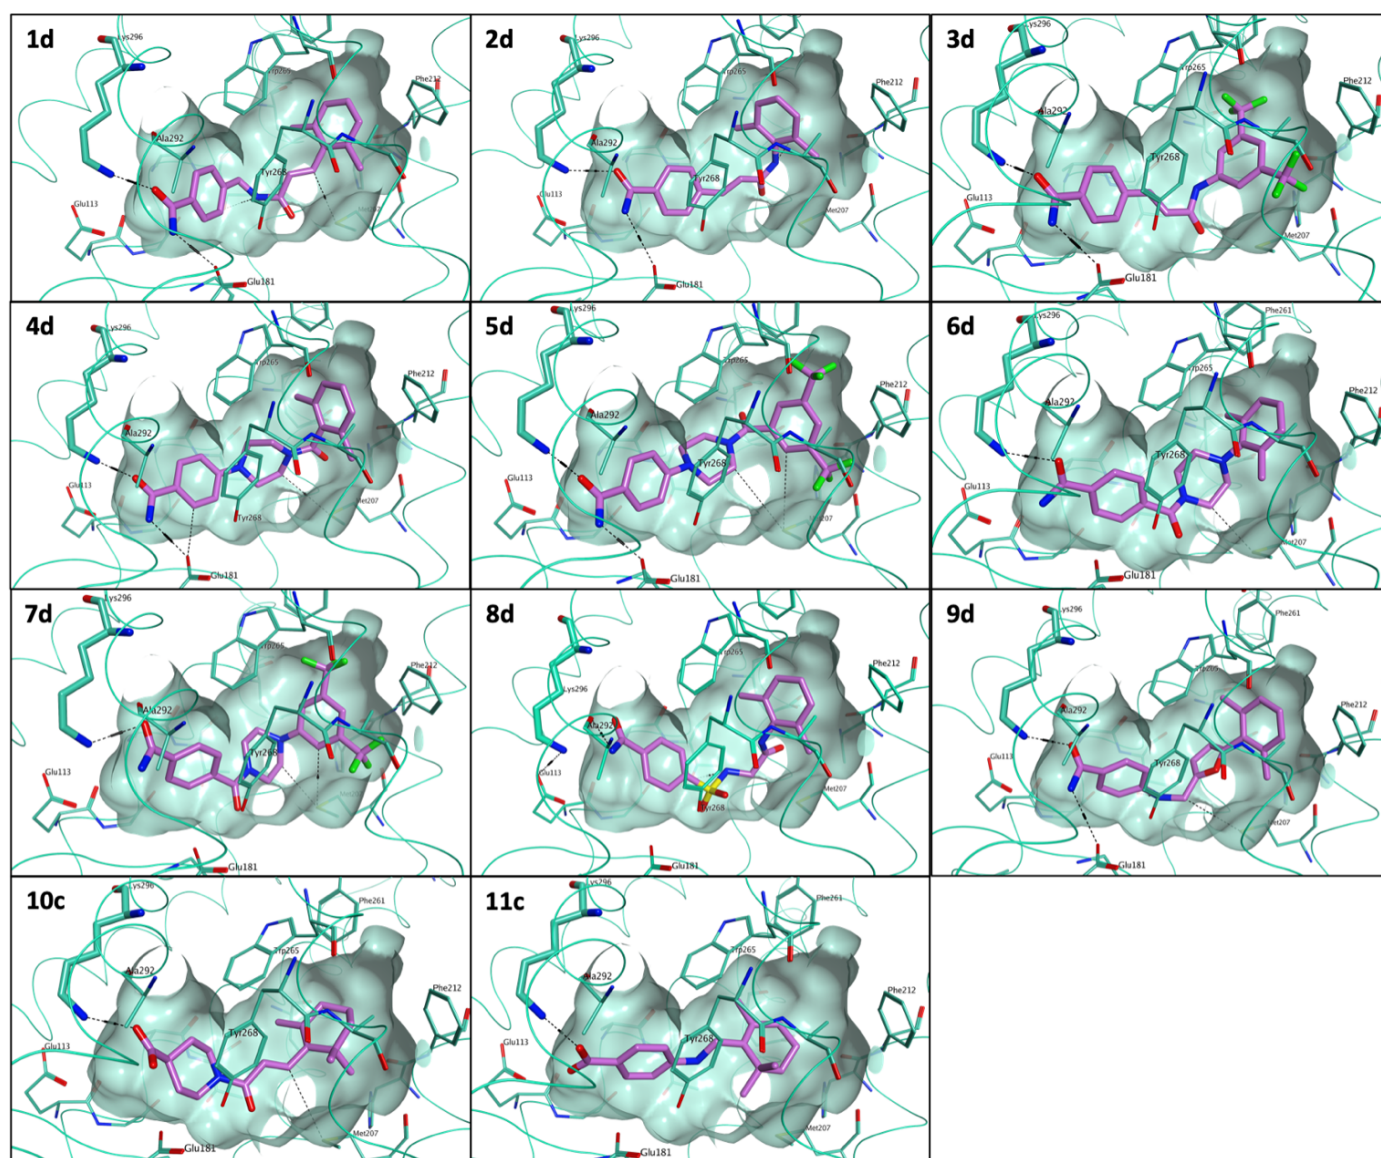 1d
Lys296
Trp265
Phe212
Ala292
Tyr268
Glu113
Met207
Glu181
2d
Lys296
Trp265
Phe212
Ala292
Tyr268
Glu113
Met207
Glu181
3d
Lys296
Trp265
Phe212
Ala292
Tyr268
Glu113
Met207
Glu181
4d
Lys296
Trp265
Phe212
Ala292
Glu113
Met207
Tyr268
Glu181
5d
Lys296
Trp265
Phe212
Ala292
Tyr268
Glu113
Met207
Glu181
6d
Lys296
Phe261
Trp265
Phe212
Ala292
Tyr268
Glu113
Met207
Glu181
7d
Lys296
Trp265
Phe212
Ala292
Tyr268
Glu113
Glu181
8d
Lys296
Trp265
Phe212
Lys296
Ala292
Glu113
Met207
Tyr268
Glu181
9d
Lys296
Phe261
Trp265
Phe212
Ala292
Tyr268
Glu113
Met207
Glu181
10c
Lys296
Phe261
Trp265
Ala292
Phe212
Tyr268
Glu113
Met207
Glu181
11c
Lys296
Phe261
Trp265
Ala292
Phe212
Tyr268
Glu113
Met207
Glu181